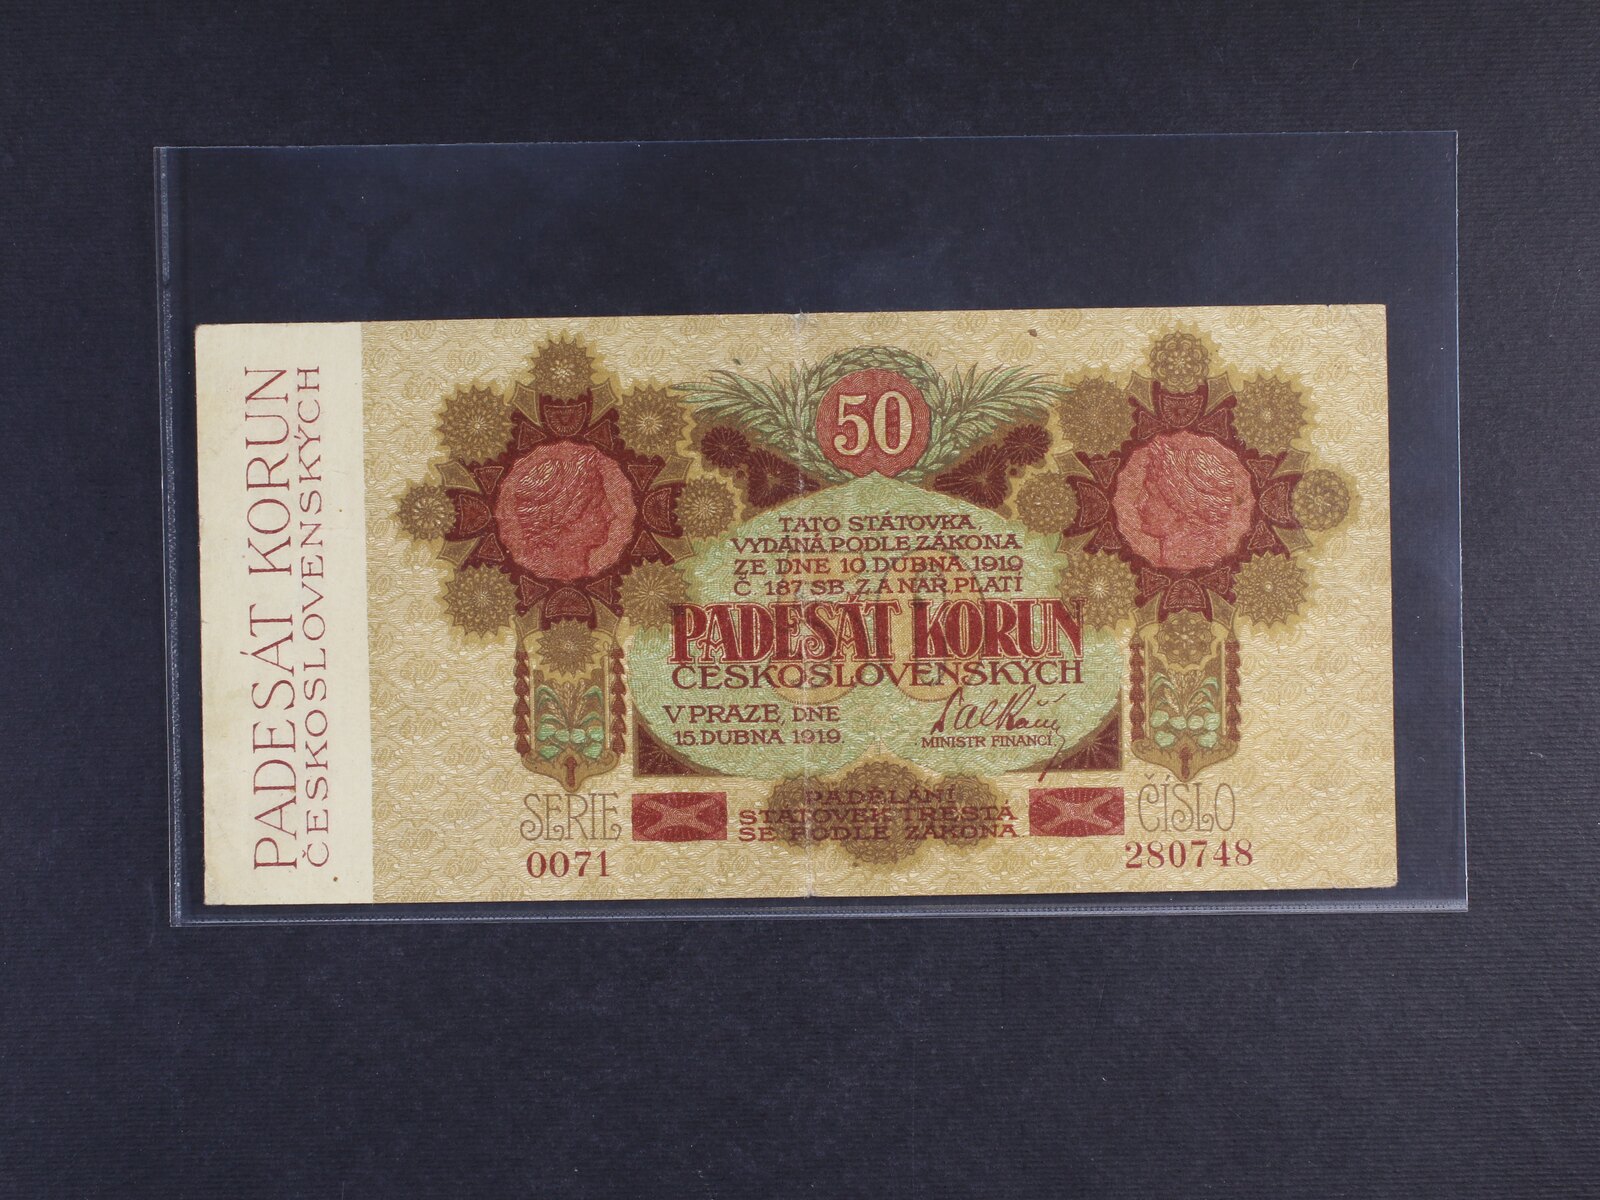 PADESÁT KORUN
ČESKOSLOVENSKÝCH
50
TATO STÁTOVKA,
VYDANÁ PODLE ZÁKONA
ZE DNE 10 DUBNA 1919
Č 187 SB, Z A NAŘ, PLATÍ
PADESÁT KORUN
ČESKOSLOVENSKÝCH
V PRAZE, DNE
15. DUBNA 1919.
MINISTR FINANCÍ.
PADĚLÁNÍ
STÁTOVEK TRESTÁ
SE PODLE ZÁKONA
SERIE
0071
ČÍSLO
280748